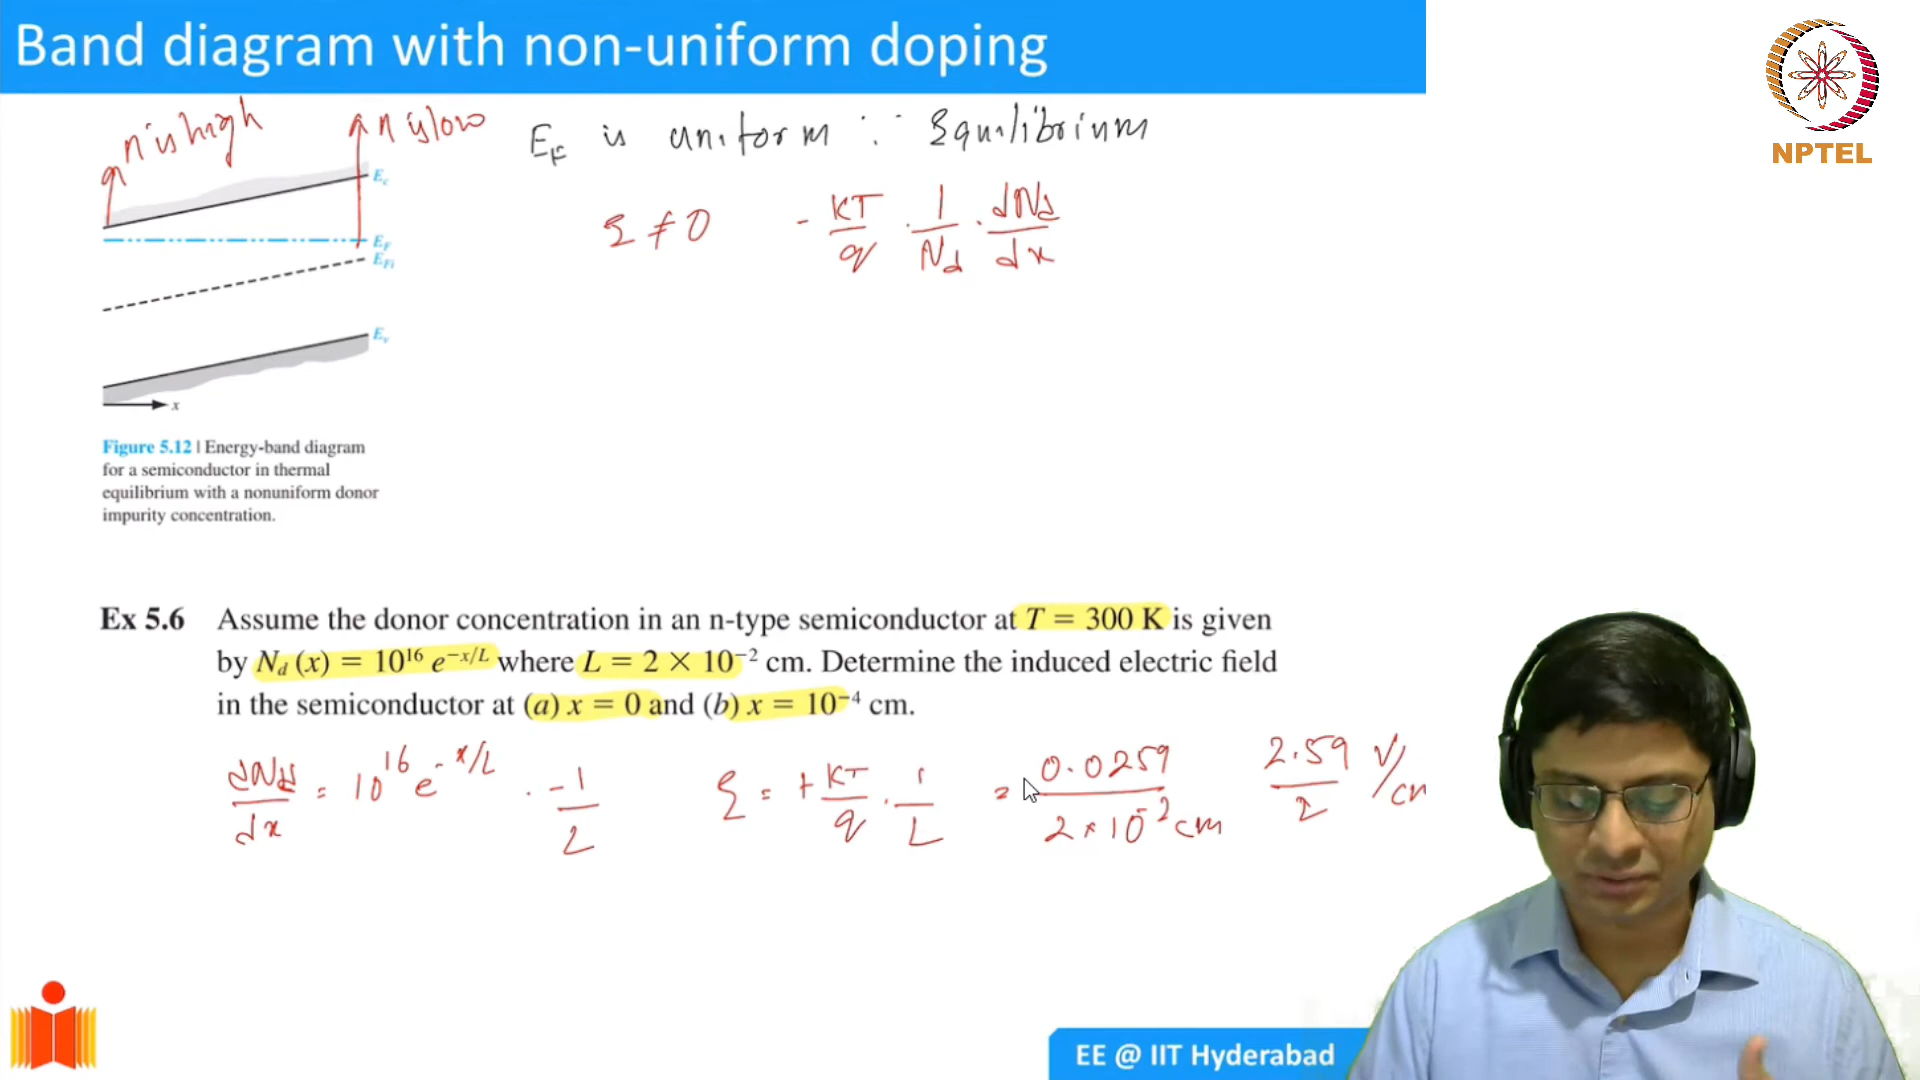 Band diagram with non-uniform doping
NPTEL
n is high
n is low
E_F is uniform ∵ Equilibrium
E_c
E_F
E_Fi
E_v
x
ξ ≠ 0 - KT/q · 1/N_d · dN_d/dx
Figure 5.12 | Energy-band diagram
for a semiconductor in thermal
equilibrium with a nonuniform donor
impurity concentration.
Ex 5.6 Assume the donor concentration in an n-type semiconductor at T = 300 K is given
by N_d (x) = 10^16 e^−x/L where L = 2 × 10^−2 cm. Determine the induced electric field
in the semiconductor at (a) x = 0 and (b) x = 10^−4 cm.
dN_d/dx = 10^16 e^-x/L · -1/L ξ = + KT/q · 1/L = 0.0259/2×10^-2 cm 2.59/2 V/cm
EE @ IIT Hyderabad